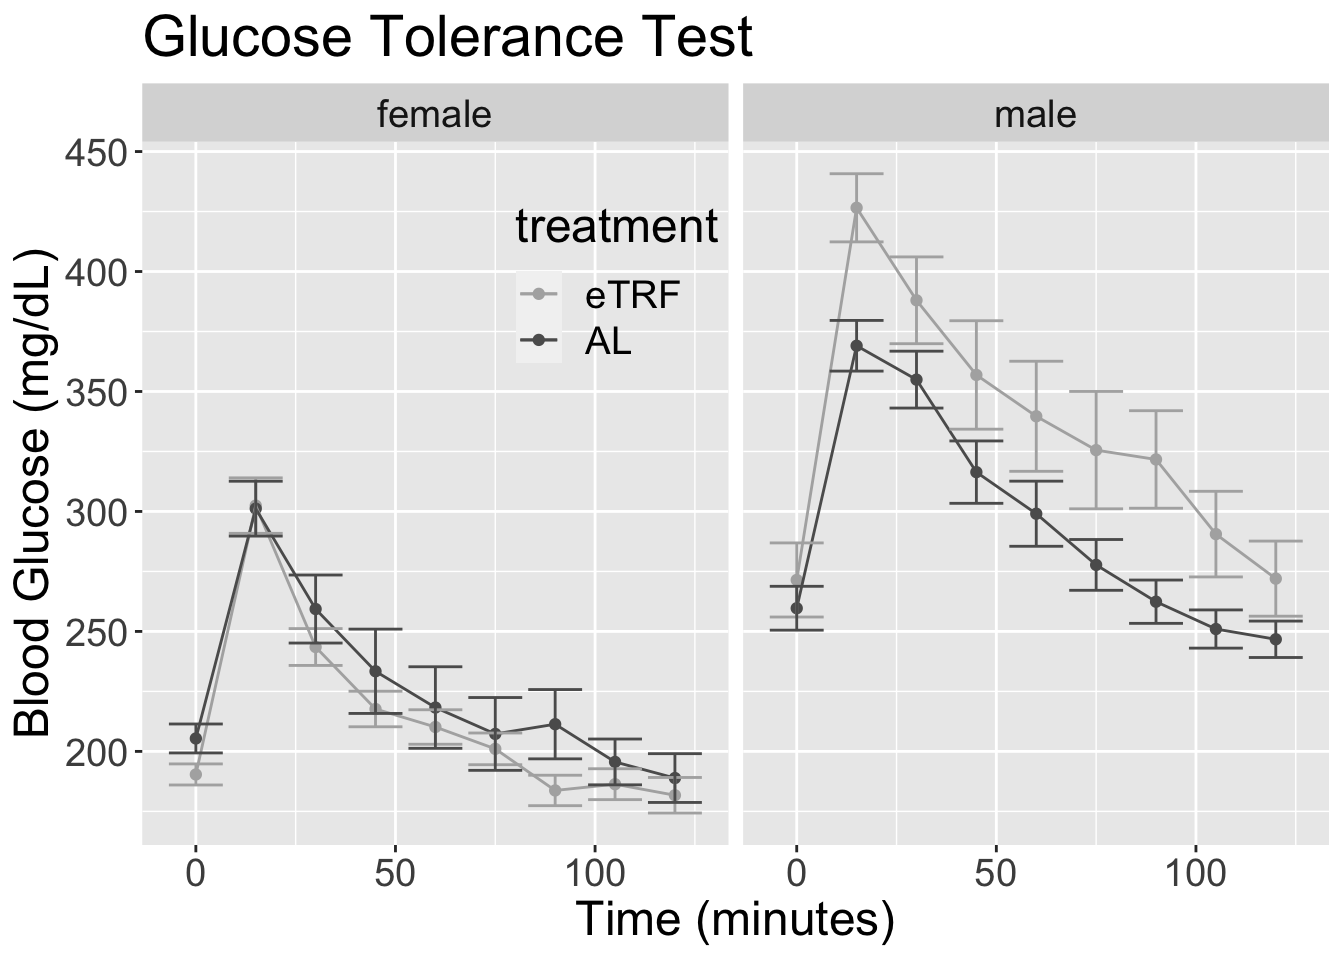 Glucose Tolerance Test
female
male
450
400
350
300
250
200
Blood Glucose (mg/dL)
treatment
eTRF
AL
0
50
100
0
50
100
Time (minutes)